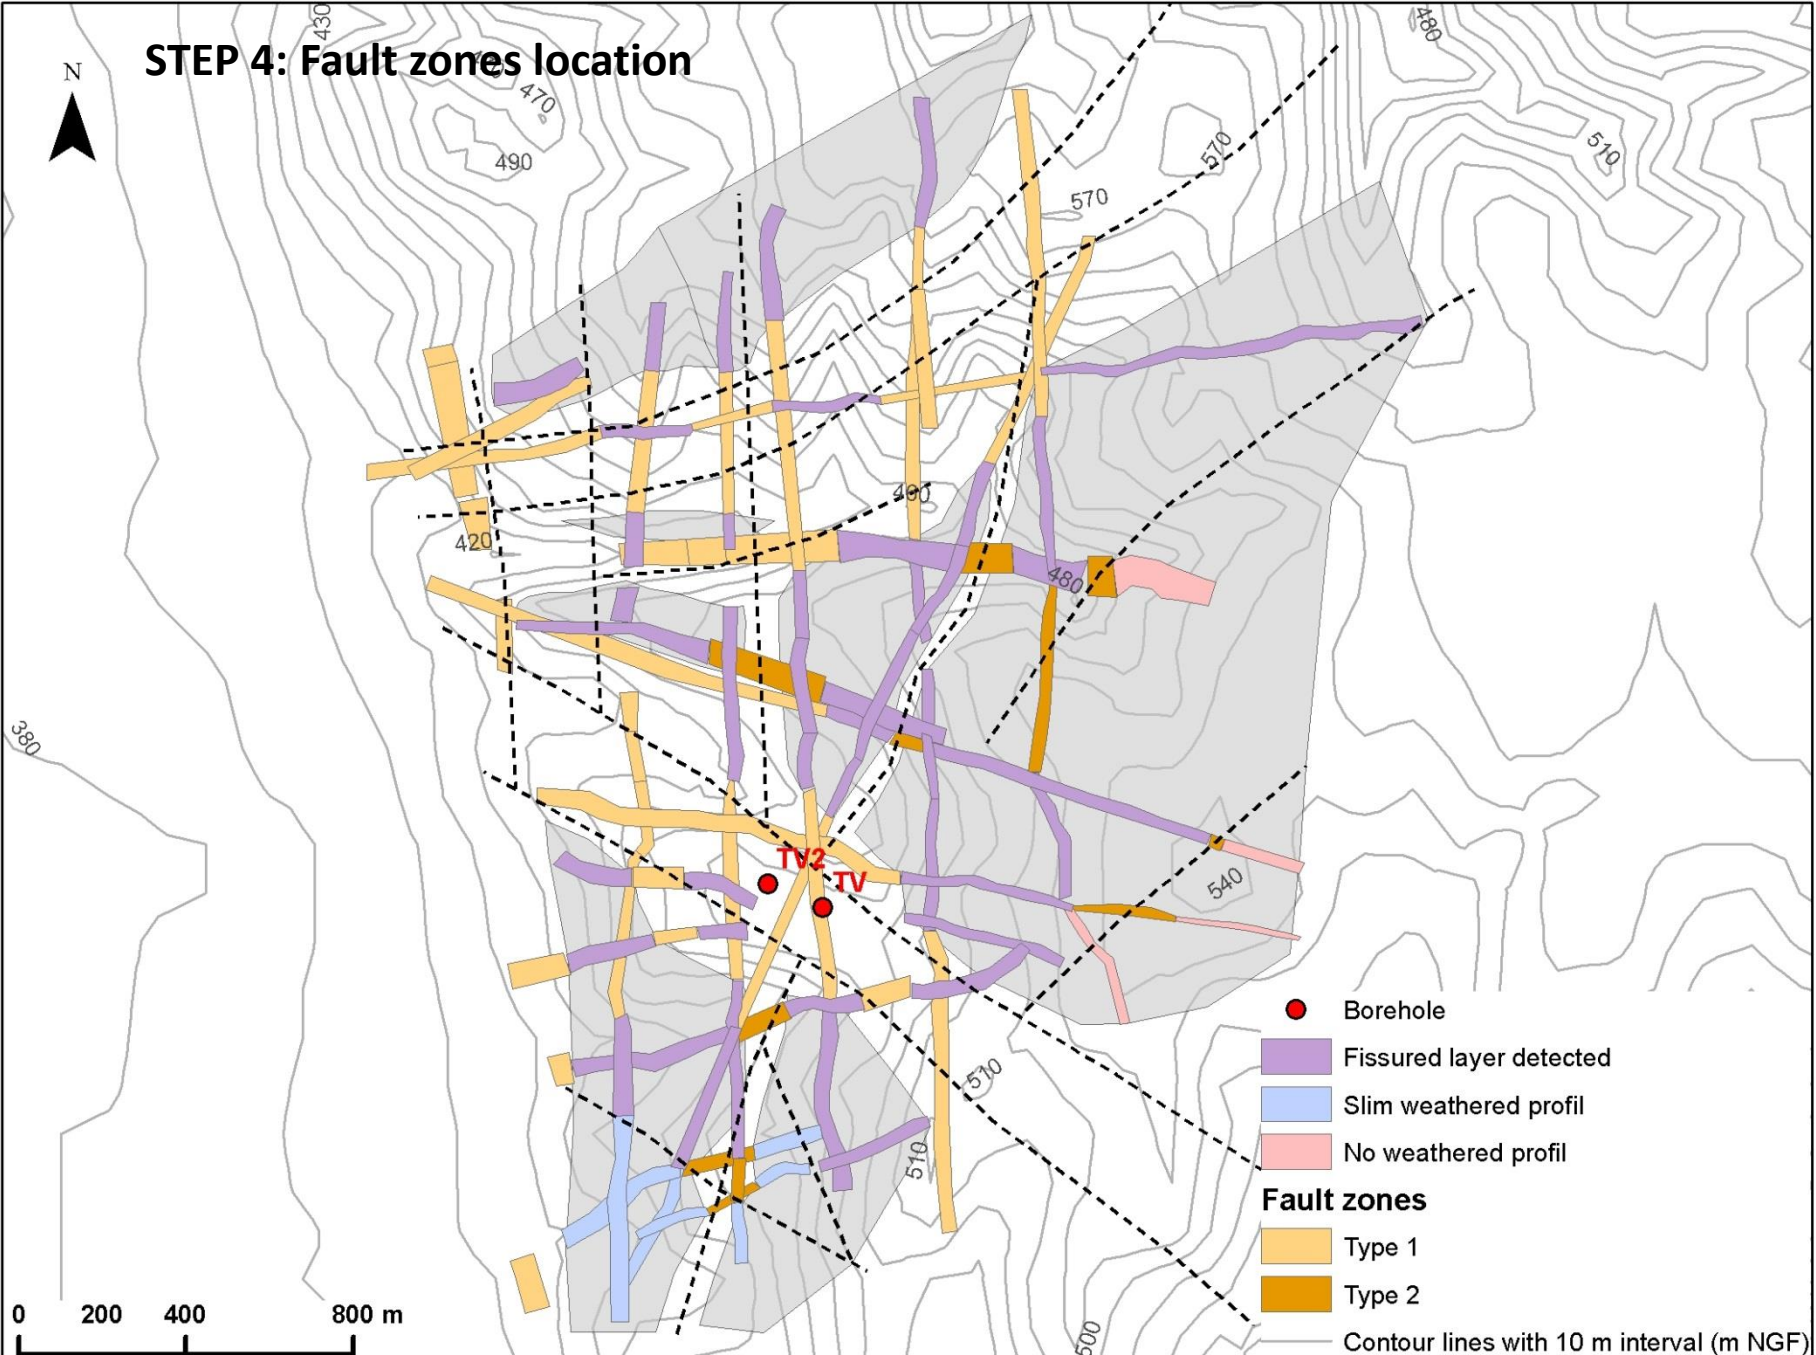 430
480
STEP 4: Fault zones location
N
470
490
570
510
570
490
420
480
380
TV2
TV
540
510
510
500
Borehole
Fissured layer detected
Slim weathered profil
No weathered profil
Fault zones
Type 1
Type 2
Contour lines with 10 m interval (m NGF)
0 200 400 800 m